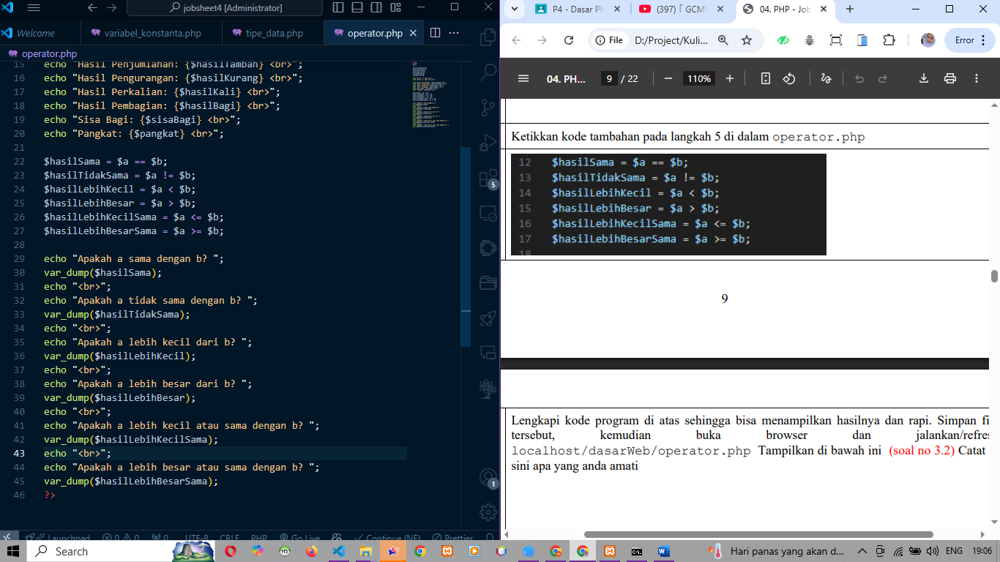 jobsheet4 [Administrator]
Welcome
variabel_konstanta.php
tipe_data.php
operator.php
operator.php
15 echo "Hasil Penjumlahan: {$hasilTambah} <br>";
16 echo "Hasil Pengurangan: {$hasilKurang} <br>";
17 echo "Hasil Perkalian: {$hasilKali} <br>";
18 echo "Hasil Pembagian: {$hasilBagi} <br>";
19 echo "Sisa Bagi: {$sisaBagi} <br>";
20 echo "Pangkat: {$pangkat} <br>";
21
22 $hasilSama = $a == $b;
23 $hasilTidakSama = $a != $b;
24 $hasilLebihKecil = $a < $b;
25 $hasilLebihBesar = $a > $b;
26 $hasilLebihKecilSama = $a <= $b;
27 $hasilLebihBesarSama = $a >= $b;
28
29 echo "Apakah a sama dengan b? ";
30 var_dump($hasilSama);
31 echo "<br>";
32 echo "Apakah a tidak sama dengan b? ";
33 var_dump($hasilTidakSama);
34 echo "<br>";
35 echo "Apakah a lebih kecil dari b? ";
36 var_dump($hasilLebihKecil);
37 echo "<br>";
38 echo "Apakah a lebih besar dari b? ";
39 var_dump($hasilLebihBesar);
40 echo "<br>";
41 echo "Apakah a lebih kecil atau sama dengan b? ";
42 var_dump($hasilLebihKecilSama);
43 echo "<br>";
44 echo "Apakah a lebih besar atau sama dengan b? ";
45 var_dump($hasilLebihBesarSama);
46 ?>
5
1
Launchpad 0 0 0 UTF-8 CRLF PHP Go Live Continue (NE) Prettier
P4 - Dasar PH
(397)「 GCM
04. PHP - Job
File D:/Project/Kuli... Error
04. PH... 9 / 22 110%
Ketikkan kode tambahan pada langkah 5 di dalam operator.php
12 $hasilSama = $a == $b;
13 $hasilTidakSama = $a != $b;
14 $hasilLebihKecil = $a < $b;
15 $hasilLebihBesar = $a > $b;
16 $hasilLebihKecilSama = $a <= $b;
17 $hasilLebihBesarSama = $a >= $b;
18
9
Lengkapi kode program di atas sehingga bisa menampilkan hasilnya dan rapi. Simpan fi
tersebut, kemudian buka browser dan jalankan/refres
localhost/dasarWeb/operator.php Tampilkan di bawah ini (soal no 3.2) Catat
sini apa yang anda amati
Search
Hari panas yang akan d...
ENG
19:06